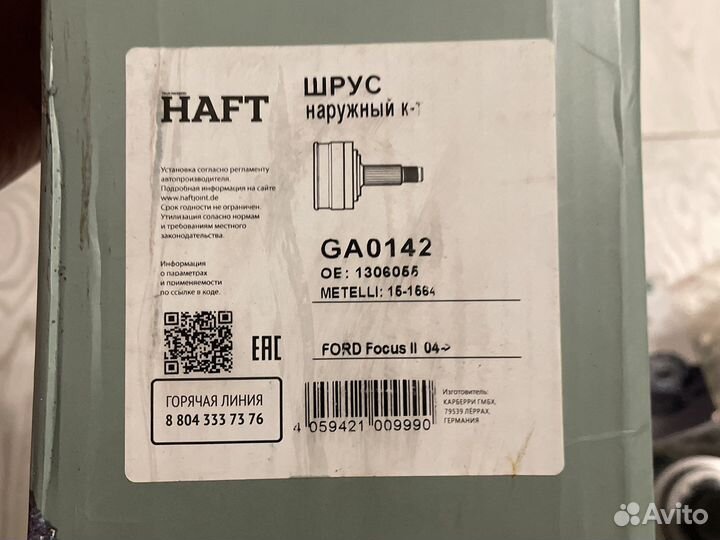 HAFT
ШРУС
наружный к-т
Установка согласно регламенту
автопроизводителя.
Подробная информация на сайте
www.haftjoint.de
Срок годности не ограничен.
Утилизация соласно нормам
и требованиям местного
законодательства.
GA0142
OE: 1306055
METELLI: 15-1564
Информация
о параметрах
и применяемости
по ссылке в коде.
EAC
FORD Focus II 04->
ГОРЯЧАЯ ЛИНИЯ
8 804 333 73 76
4 059421 009990
Изготовитель:
КАРБЕРРИ ГМБХ,
79539 ЛЁРРАХ,
ГЕРМАНИЯ
Avito